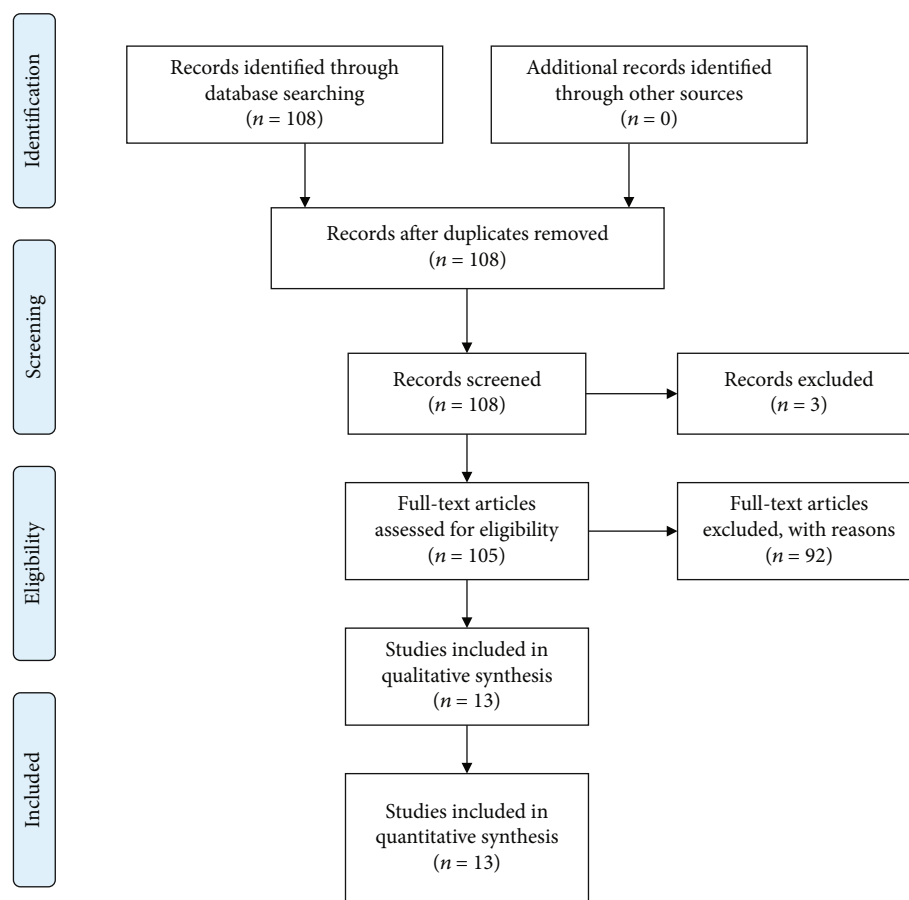 Identification
Records identified through
database searching
(n = 108)
Additional records identified
through other sources
(n = 0)
Records after duplicates removed
(n = 108)
Screening
Records screened
(n = 108)
Records excluded
(n = 3)
Eligibility
Full-text articles
assessed for eligibility
(n = 105)
Full-text articles
excluded, with reasons
(n = 92)
Studies included in
qualitative synthesis
(n = 13)
Included
Studies included in
quantitative synthesis
(n = 13)